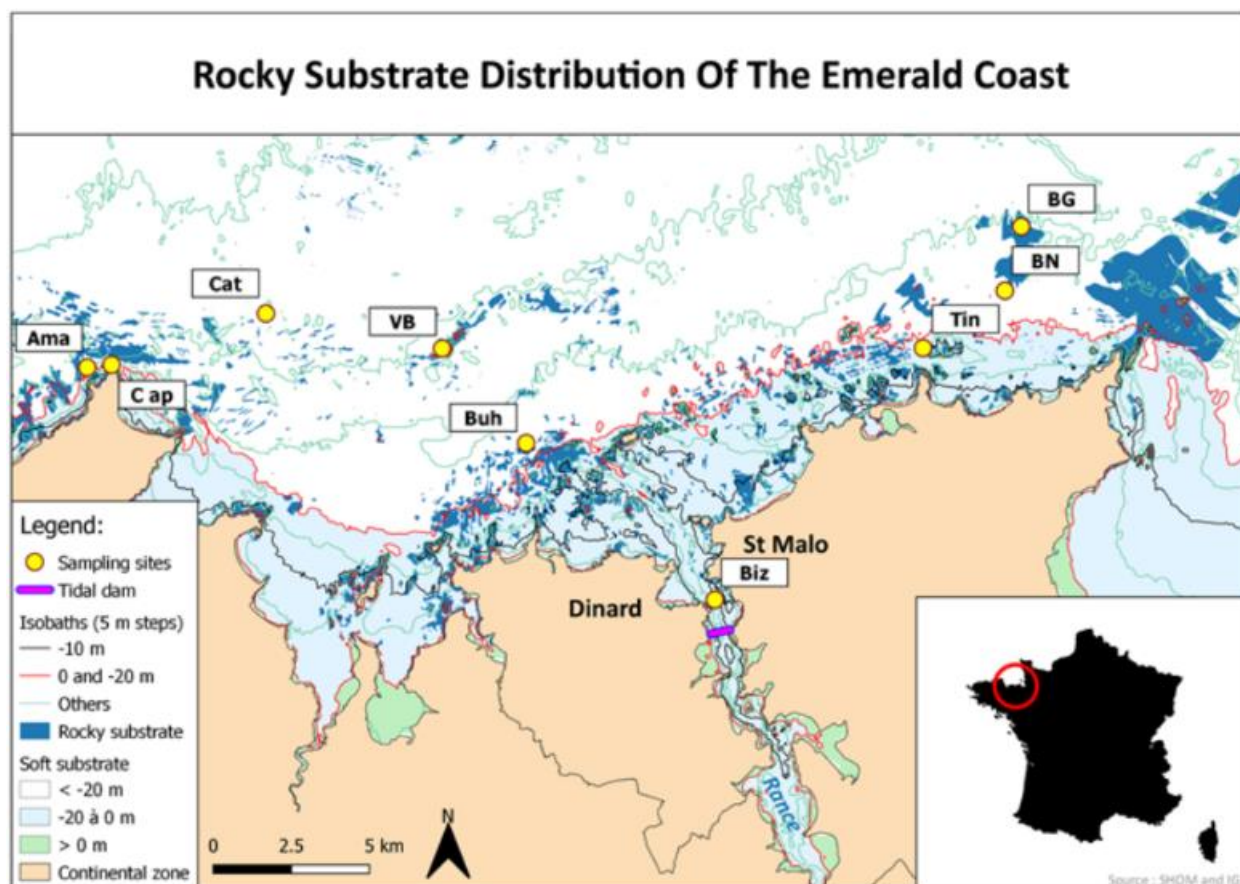 Rocky Substrate Distribution Of The Emerald Coast
BG
BN
Cat
VB
Tin
Ama
C ap
Buh
St Malo
Biz
Dinard
Rance
Legend:
Sampling sites
Tidal dam
Isobaths (5 m steps)
-10 m
0 and -20 m
Others
Rocky substrate
Soft substrate
< -20 m
-20 à 0 m
> 0 m
Continental zone
0 2.5 5 km
N
Source : SHOM and IG